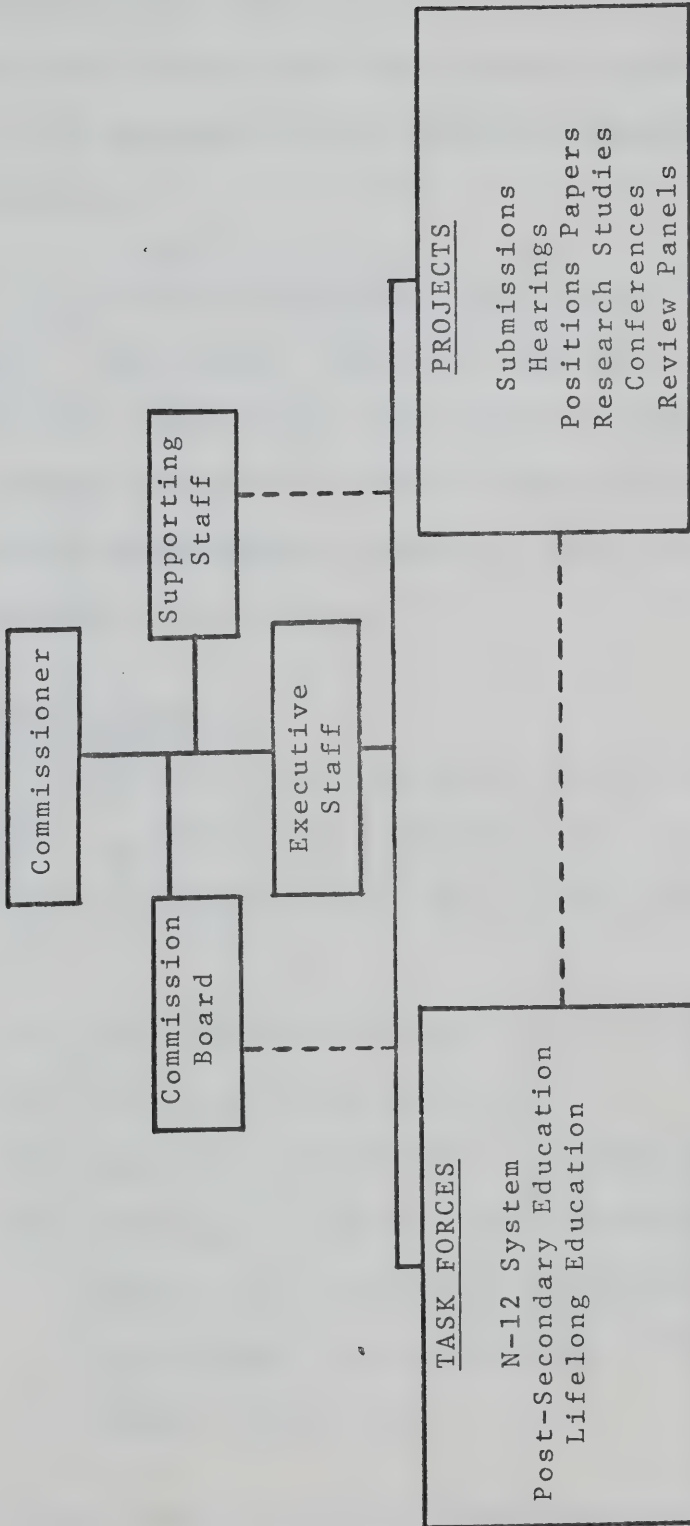 Commissioner
Commission
Board
Supporting
Staff
Executive
Staff
TASK FORCES
N-12 System
Post-Secondary Education
Lifelong Education
PROJECTS
Submissions
Hearings
Positions Papers
Research Studies
Conferences
Review Panels